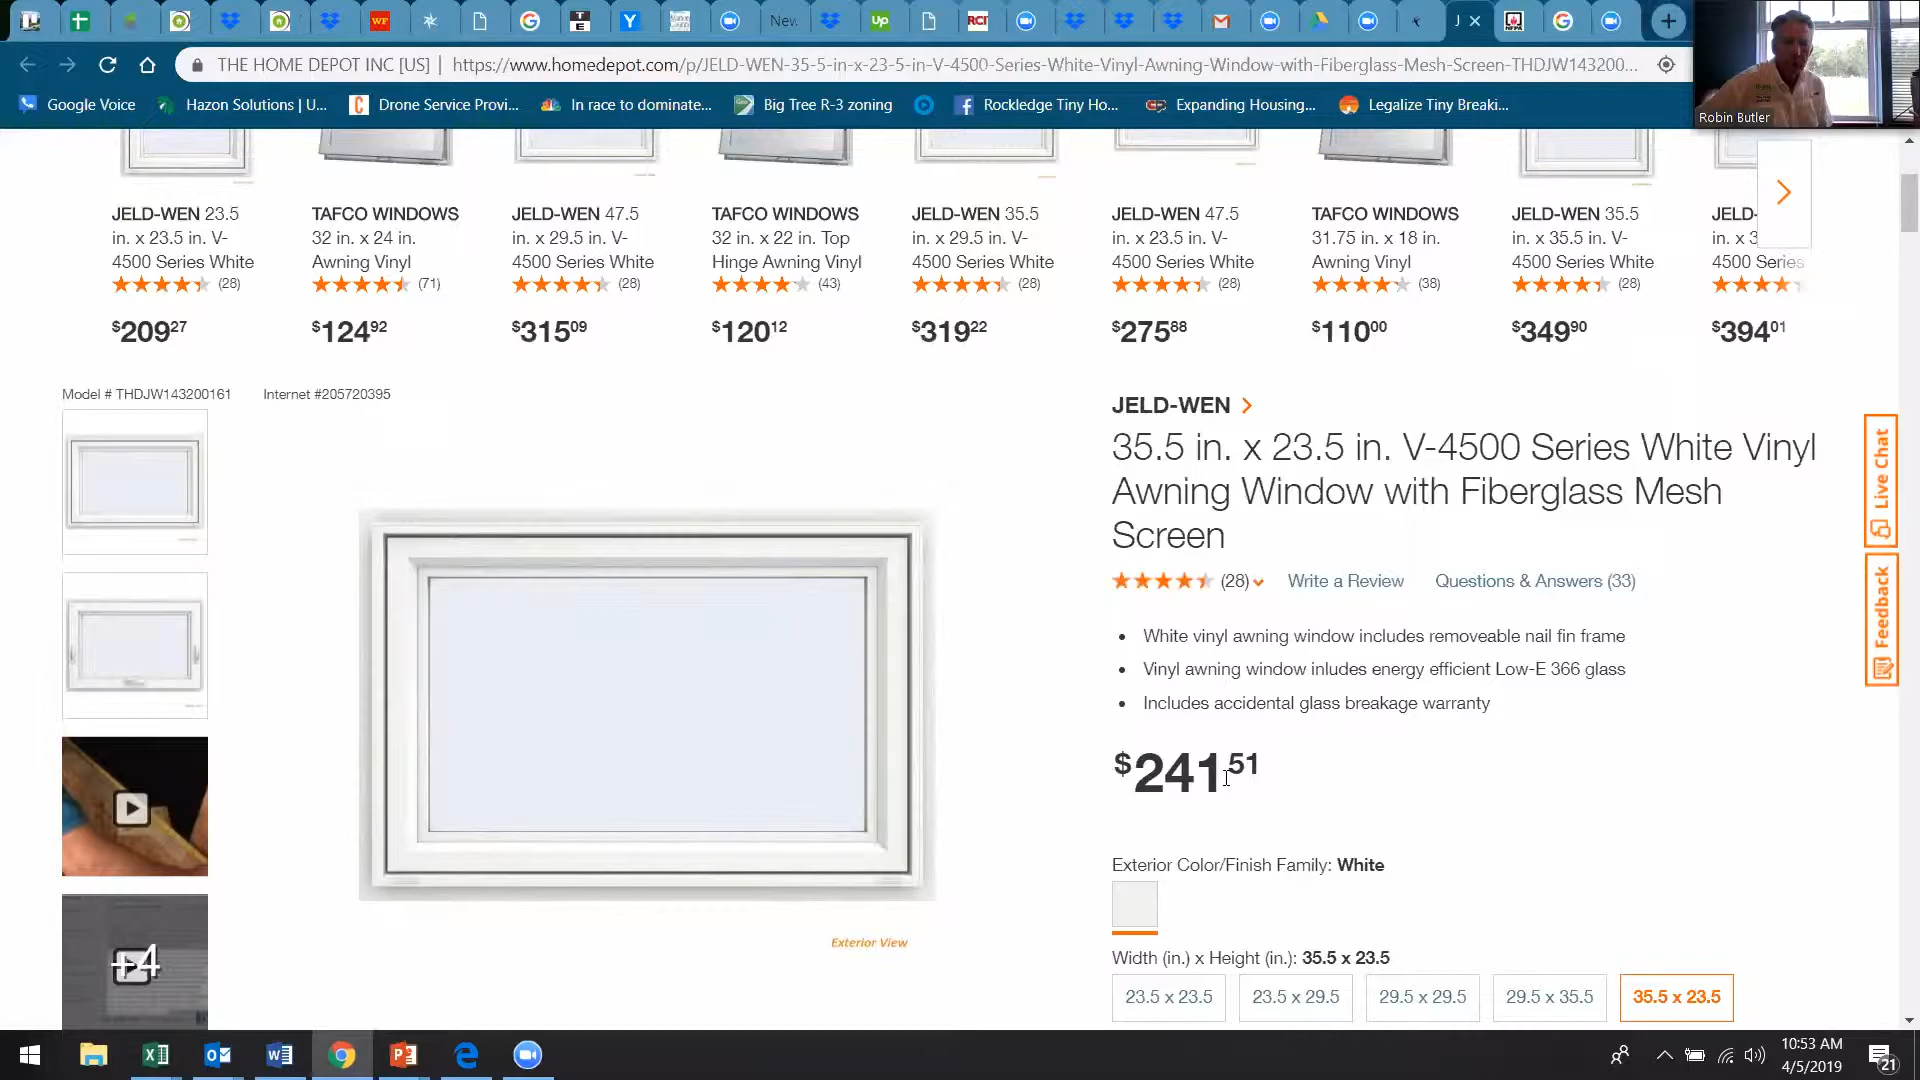 New
WF
TE
Y
Up
RCI
J
THE HOME DEPOT INC [US] | https://www.homedepot.com/p/JELD-WEN-35-5-in-x-23-5-in-V-4500-Series-White-Vinyl-Awning-Window-with-Fiberglass-Mesh-Screen-THDJW143200...
Google Voice
Hazon Solutions | U...
Drone Service Provi...
In race to dominate...
Big Tree R-3 zoning
Rockledge Tiny Ho...
Expanding Housing...
Legalize Tiny Breaki...
Robin Butler
JELD-WEN 23.5
in. x 23.5 in. V-
4500 Series White
(28)
$209 27
TAFCO WINDOWS
32 in. x 24 in.
Awning Vinyl
(71)
$124 92
JELD-WEN 47.5
in. x 29.5 in. V-
4500 Series White
(28)
$315 09
TAFCO WINDOWS
32 in. x 22 in. Top
Hinge Awning Vinyl
(43)
$120 12
JELD-WEN 35.5
in. x 29.5 in. V-
4500 Series White
(28)
$319 22
JELD-WEN 47.5
in. x 23.5 in. V-
4500 Series White
(28)
$275 88
TAFCO WINDOWS
31.75 in. x 18 in.
Awning Vinyl
(38)
$110 00
JELD-WEN 35.5
in. x 35.5 in. V-
4500 Series White
(28)
$349 90
JELD-
in. x 3
4500 Series
$394 01
Model # THDJW143200161 Internet #205720395
+4
Exterior View
JELD-WEN
35.5 in. x 23.5 in. V-4500 Series White Vinyl
Awning Window with Fiberglass Mesh
Screen
(28) Write a Review Questions & Answers (33)
• White vinyl awning window includes removeable nail fin frame
• Vinyl awning window inludes energy efficient Low-E 366 glass
• Includes accidental glass breakage warranty
$241 51
Exterior Color/Finish Family: White
Width (in.) x Height (in.): 35.5 x 23.5
23.5 x 23.5
23.5 x 29.5
29.5 x 29.5
29.5 x 35.5
35.5 x 23.5
Live Chat
Feedback
10:53 AM
4/5/2019
21